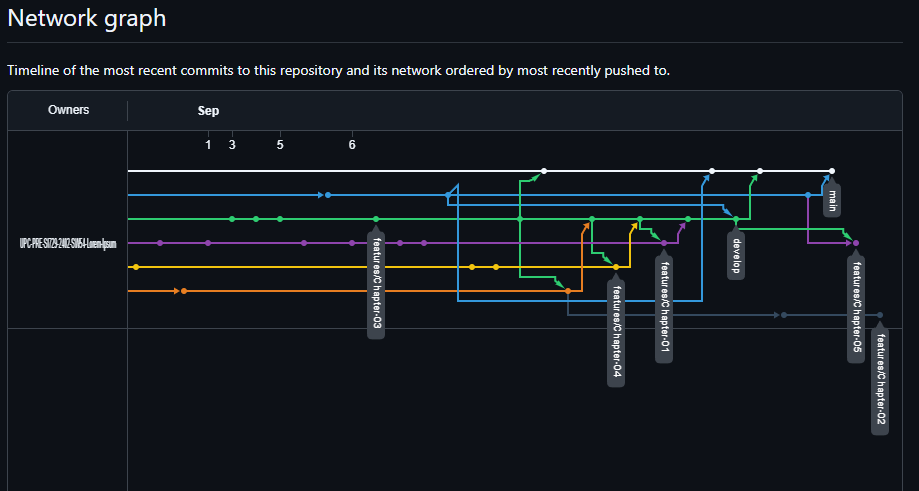 Network graph
Timeline of the most recent commits to this repository and its network ordered by most recently pushed to.
Owners
Sep
1 3 5 6
UPC-PRE-SI729-2402-SW54-Lorem-Ipsum
main
features/Chapter-03
develop
features/Chapter-01
features/Chapter-05
features/Chapter-04
features/Chapter-02